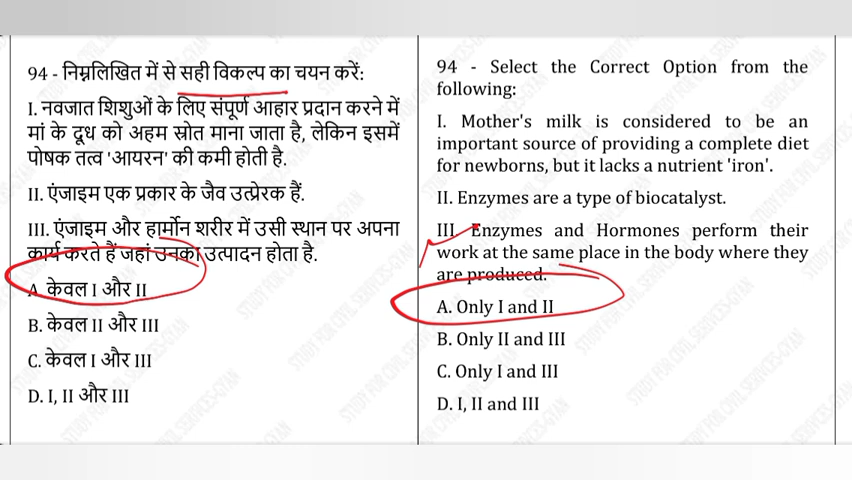 94 - निम्नलिखित में से सही विकल्प का चयन करें:
I. नवजात शिशुओं के लिए संपूर्ण आहार प्रदान करने में
मां के दूध को अहम स्रोत माना जाता है, लेकिन इसमें
पोषक तत्व 'आयरन' की कमी होती है.
II. एंजाइम एक प्रकार के जैव उत्प्रेरक हैं.
III. एंजाइम और हार्मोन शरीर में उसी स्थान पर अपना
कार्य करते हैं जहां उनका उत्पादन होता है.
A. केवल I और II
B. केवल II और III
C. केवल I और III
D. I, II और III
94 - Select the Correct Option from the
following:
I. Mother's milk is considered to be an
important source of providing a complete diet
for newborns, but it lacks a nutrient 'iron'.
II. Enzymes are a type of biocatalyst.
III. Enzymes and Hormones perform their
work at the same place in the body where they
are produced.
A. Only I and II
B. Only II and III
C. Only I and III
D. I, II and III